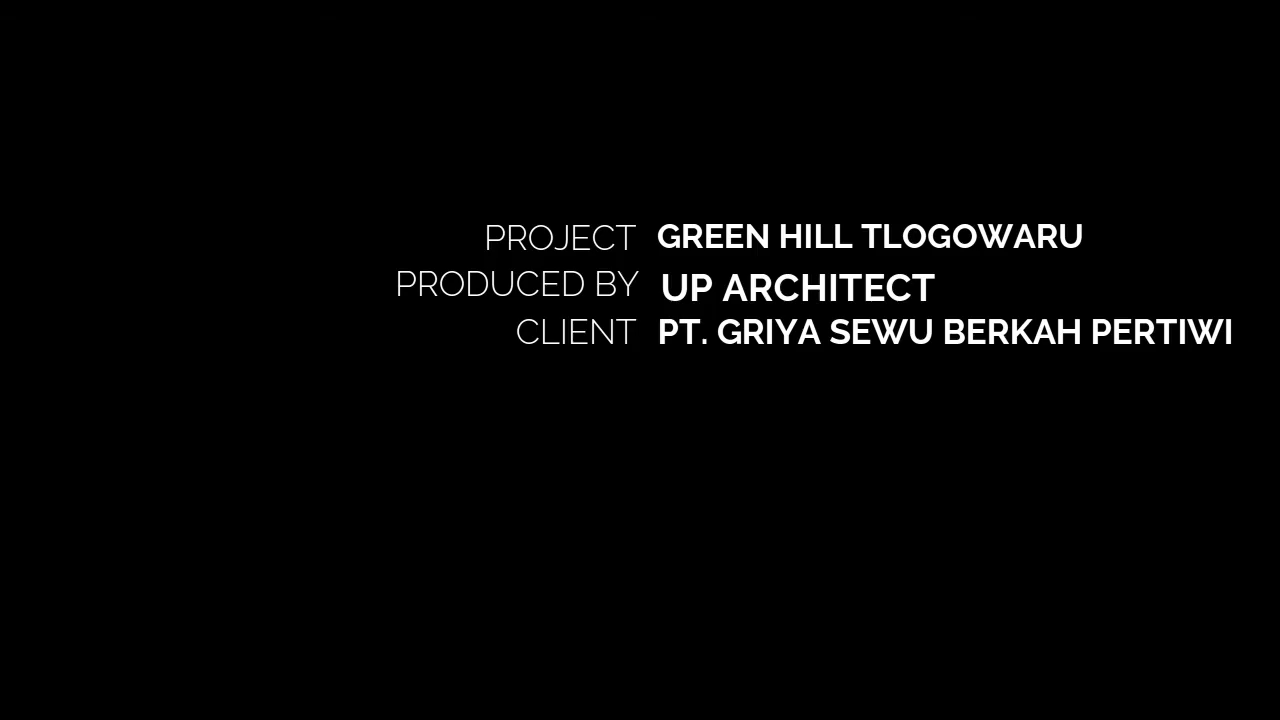 PROJECT GREEN HILL TLOGOWARU
PRODUCED BY UP ARCHITECT
CLIENT PT. GRIYA SEWU BERKAH PERTIWI